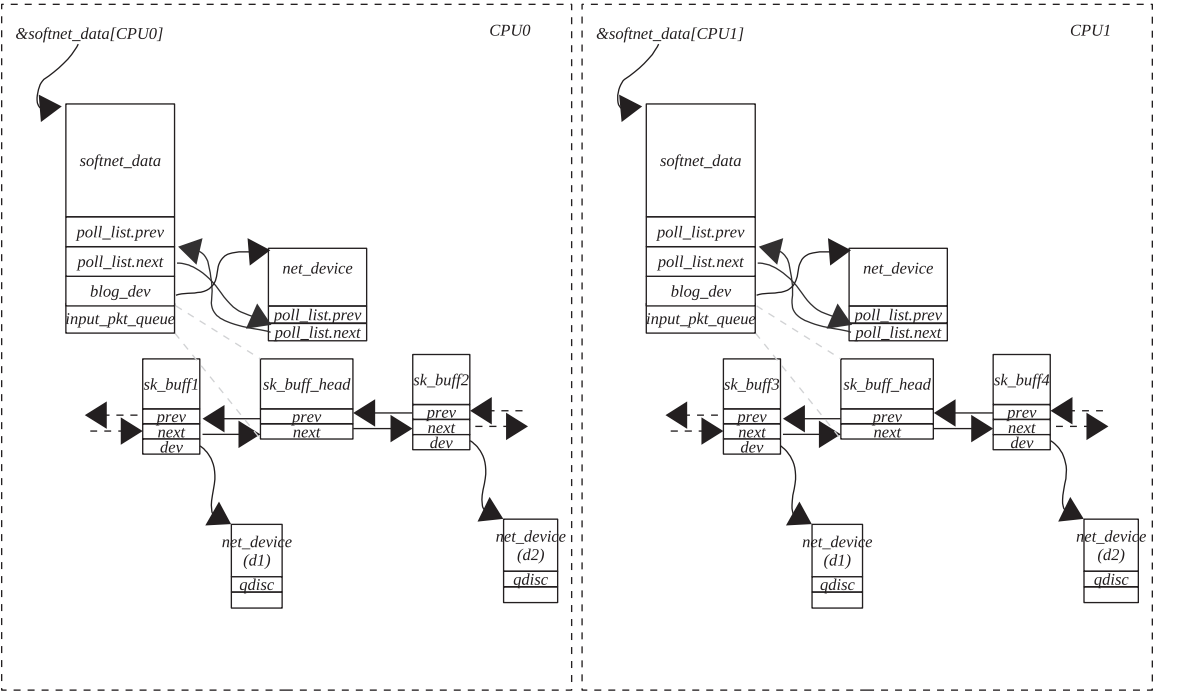 &softnet_data[CPU0]
CPU0
softnet_data
poll_list.prev
poll_list.next
blog_dev
input_pkt_queue
net_device
poll_list.prev
poll_list.next
sk_buff1
prev
next
dev
sk_buff_head
prev
next
sk_buff2
prev
next
dev
net_device
(d1)
qdisc
net_device
(d2)
qdisc
&softnet_data[CPU1]
CPU1
softnet_data
poll_list.prev
poll_list.next
blog_dev
input_pkt_queue
net_device
poll_list.prev
poll_list.next
sk_buff3
prev
next
dev
sk_buff_head
prev
next
sk_buff4
prev
next
dev
net_device
(d1)
qdisc
net_device
(d2)
qdisc